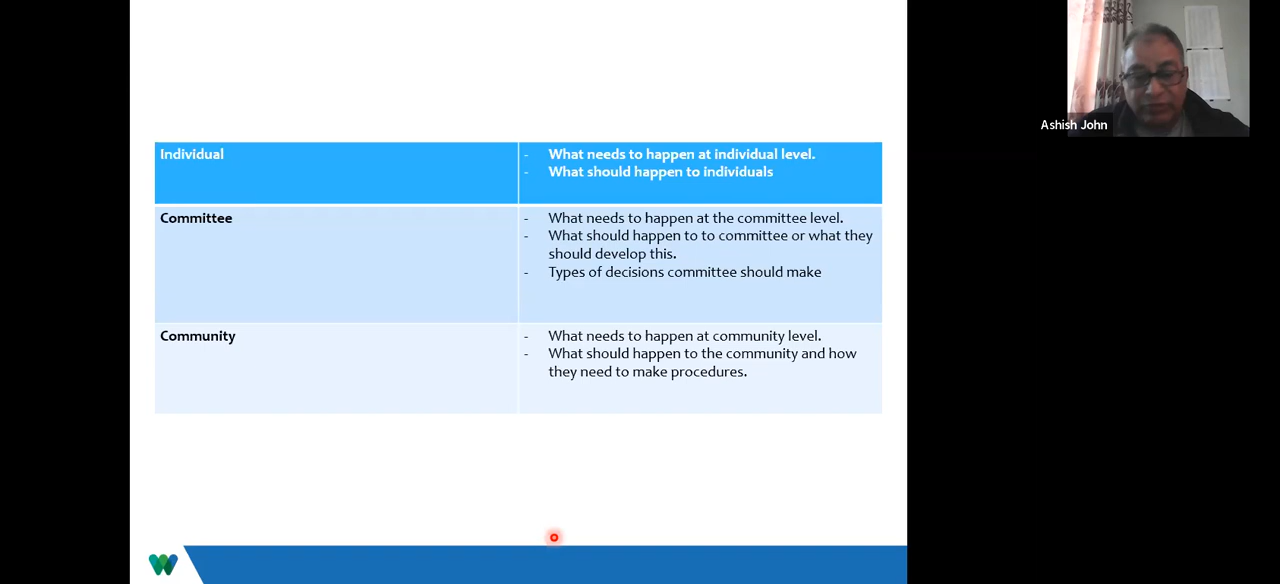 Individual
- What needs to happen at individual level.
- What should happen to individuals
Committee
- What needs to happen at the committee level.
- What should happen to to committee or what they
should develop this.
- Types of decisions committee should make
Community
- What needs to happen at community level.
- What should happen to the community and how
they need to make procedures.
Ashish John